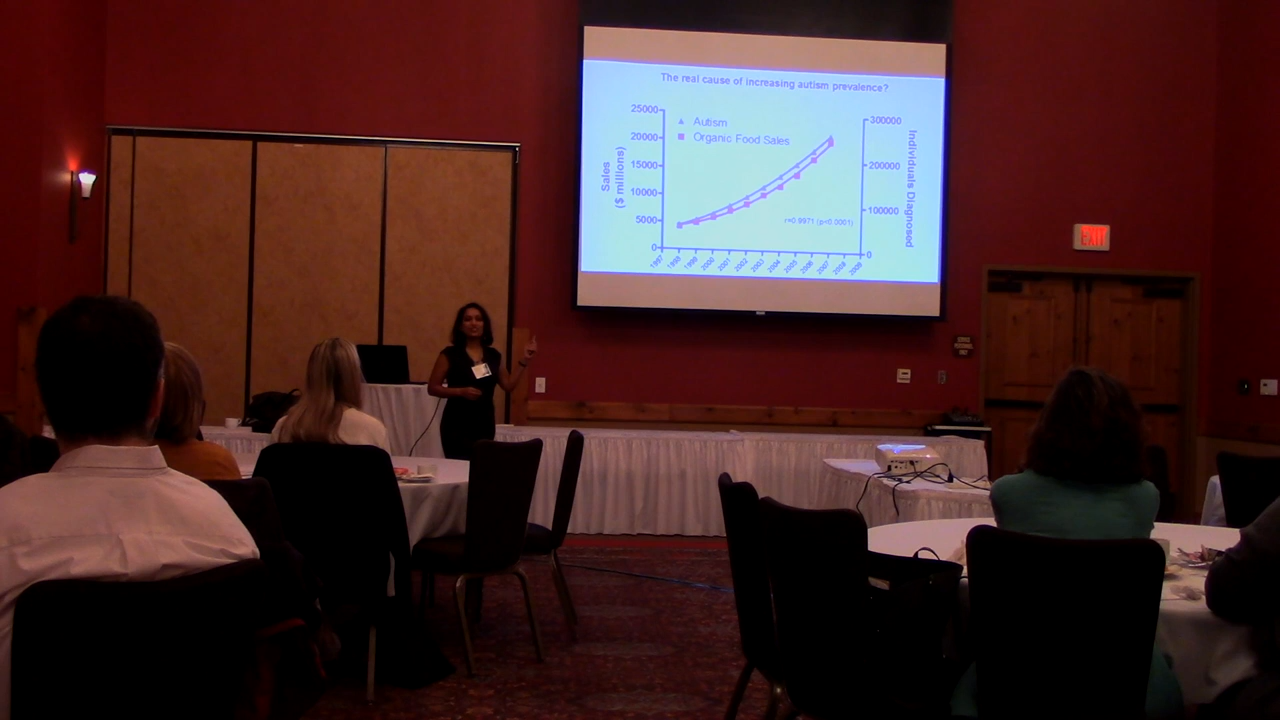 The real cause of increasing autism prevalence?
25000
20000
15000
10000
5000
0
Sales
($ millions)
Autism
Organic Food Sales
r=0.9971 (p<0.0001)
1997
1998
1999
2000
2001
2002
2003
2004
2005
2006
2007
2008
2009
300000
200000
100000
0
Individuals Diagnosed
EXIT